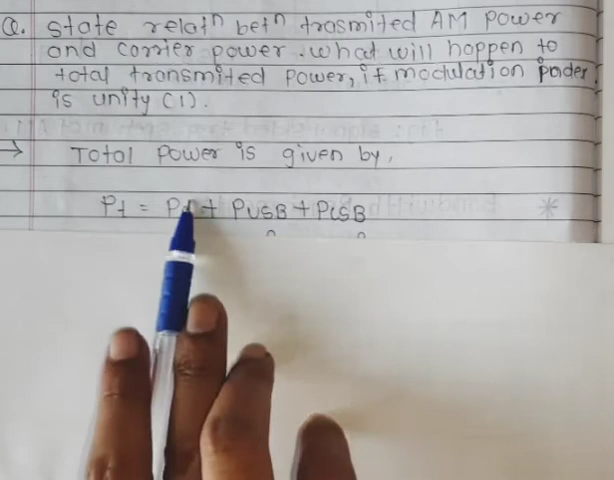 Q. state relatⁿ betⁿ trasmited AM power
and carrier power. what will happen to
total transmited power, if modulation inder
is unity (1).
→ Total power is given by,
Pt = Pc + PUSB + PLSB